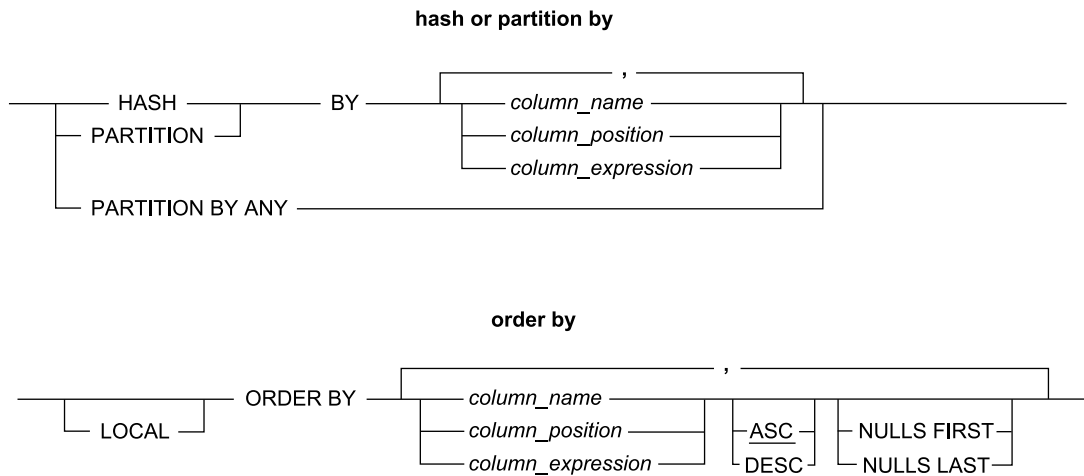 hash or partition by
,
HASH BY column_name
PARTITION column_position
column_expression
PARTITION BY ANY
order by
,
ORDER BY column_name
LOCAL column_position ASC NULLS FIRST
column_expression DESC NULLS LAST